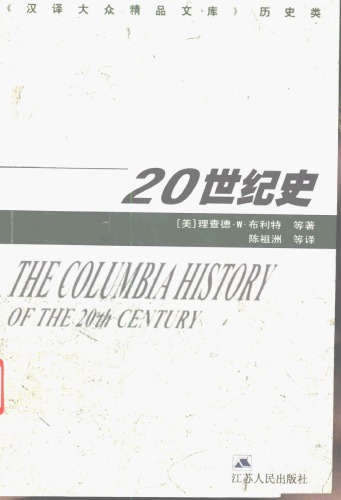 《汉译大众精品文库》历史类
20世纪史
[美]理查德·W·布利特 等著
陈祖洲 等译
THE COLUMBIA HISTORY
OF THE 20th CENTURY
江苏人民出版社